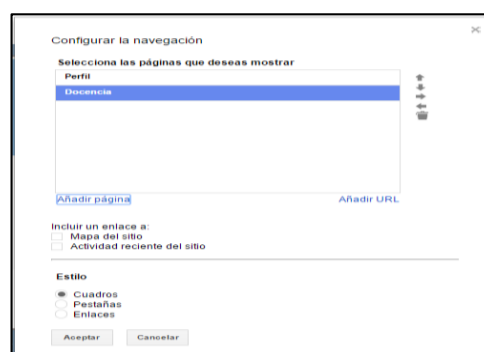 Configurar la navegación
Selecciona las páginas que deseas mostrar
Perfil
Docencia
Añadir página Añadir URL
Incluir un enlace a:
Mapa del sitio
Actividad reciente del sitio
Estilo
Cuadros
Pestañas
Enlaces
Aceptar Cancelar